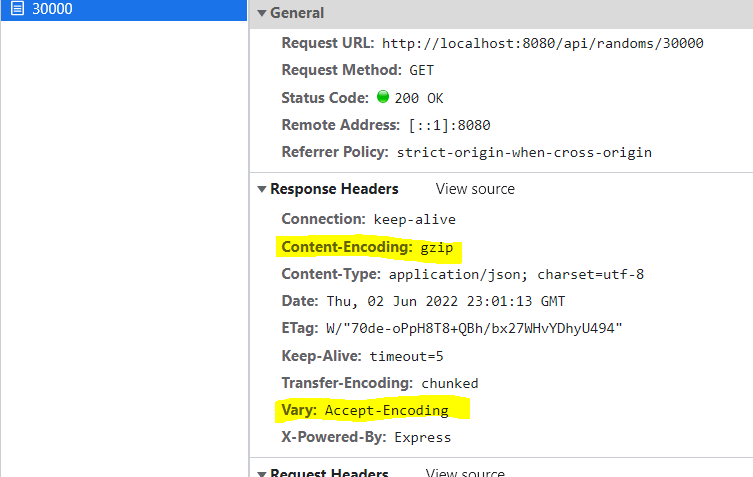 30000
General
Request URL: http://localhost:8080/api/randoms/30000
Request Method: GET
Status Code: 200 OK
Remote Address: [::1]:8080
Referrer Policy: strict-origin-when-cross-origin
Response Headers View source
Connection: keep-alive
Content-Encoding: gzip
Content-Type: application/json; charset=utf-8
Date: Thu, 02 Jun 2022 23:01:13 GMT
ETag: W/"70de-oPpH8T8+QBh/bx27WHvYDhyU494"
Keep-Alive: timeout=5
Transfer-Encoding: chunked
Vary: Accept-Encoding
X-Powered-By: Express
Request Headers View source